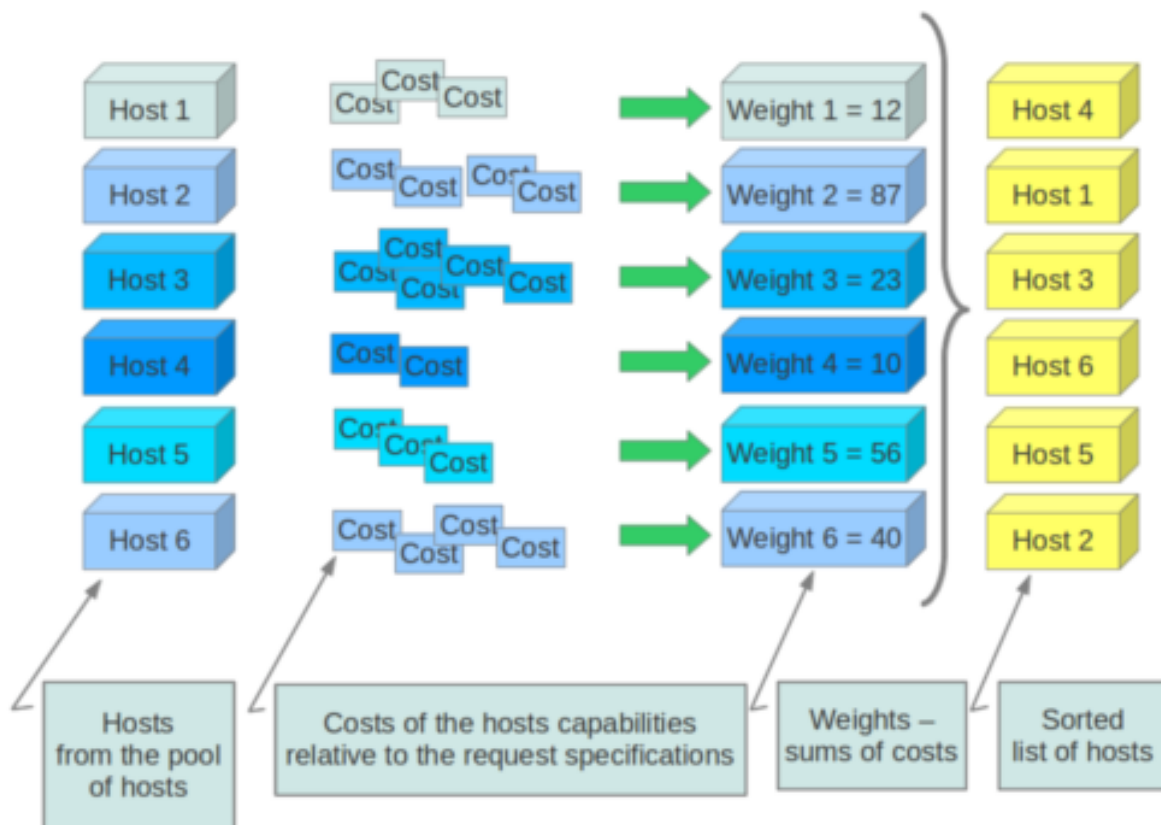 Host 1
Cost
Cost
Cost
Weight 1 = 12
Host 4
Host 2
Cost
Cost
Cost
Cost
Weight 2 = 87
Host 1
Host 3
Cost
Cost
Cost
Cost
Cost
Weight 3 = 23
Host 3
Host 4
Cost
Cost
Weight 4 = 10
Host 6
Host 5
Cost
Cost
Cost
Weight 5 = 56
Host 5
Host 6
Cost
Cost
Cost
Cost
Weight 6 = 40
Host 2
Hosts
from the pool
of hosts
Costs of the hosts capabilities
relative to the request specifications
Weights –
sums of costs
Sorted
list of hosts